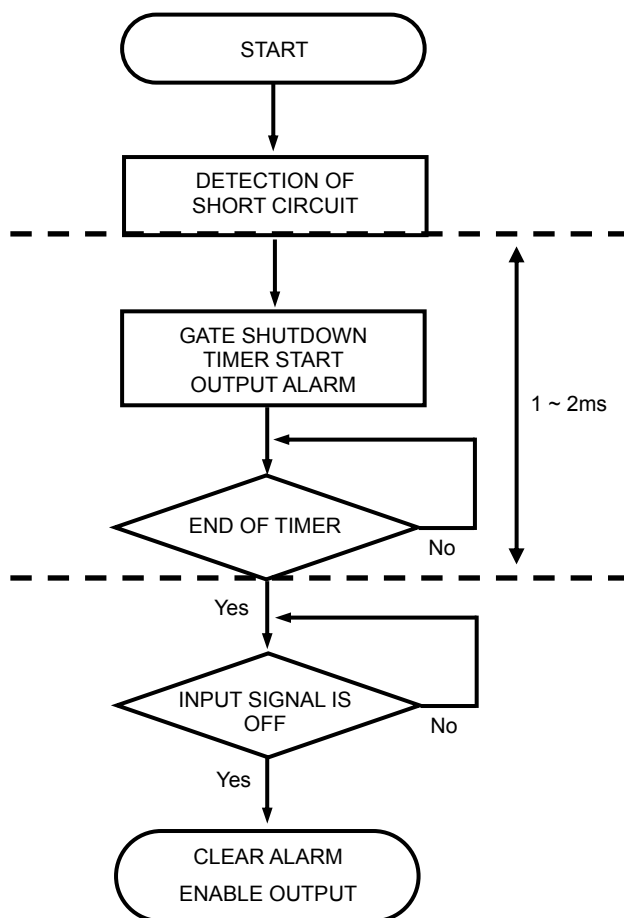 START
DETECTION OF
SHORT CIRCUIT
GATE SHUTDOWN
TIMER START
OUTPUT ALARM
1 ~ 2ms
END OF TIMER
No
Yes
INPUT SIGNAL IS
OFF
No
Yes
CLEAR ALARM
ENABLE OUTPUT